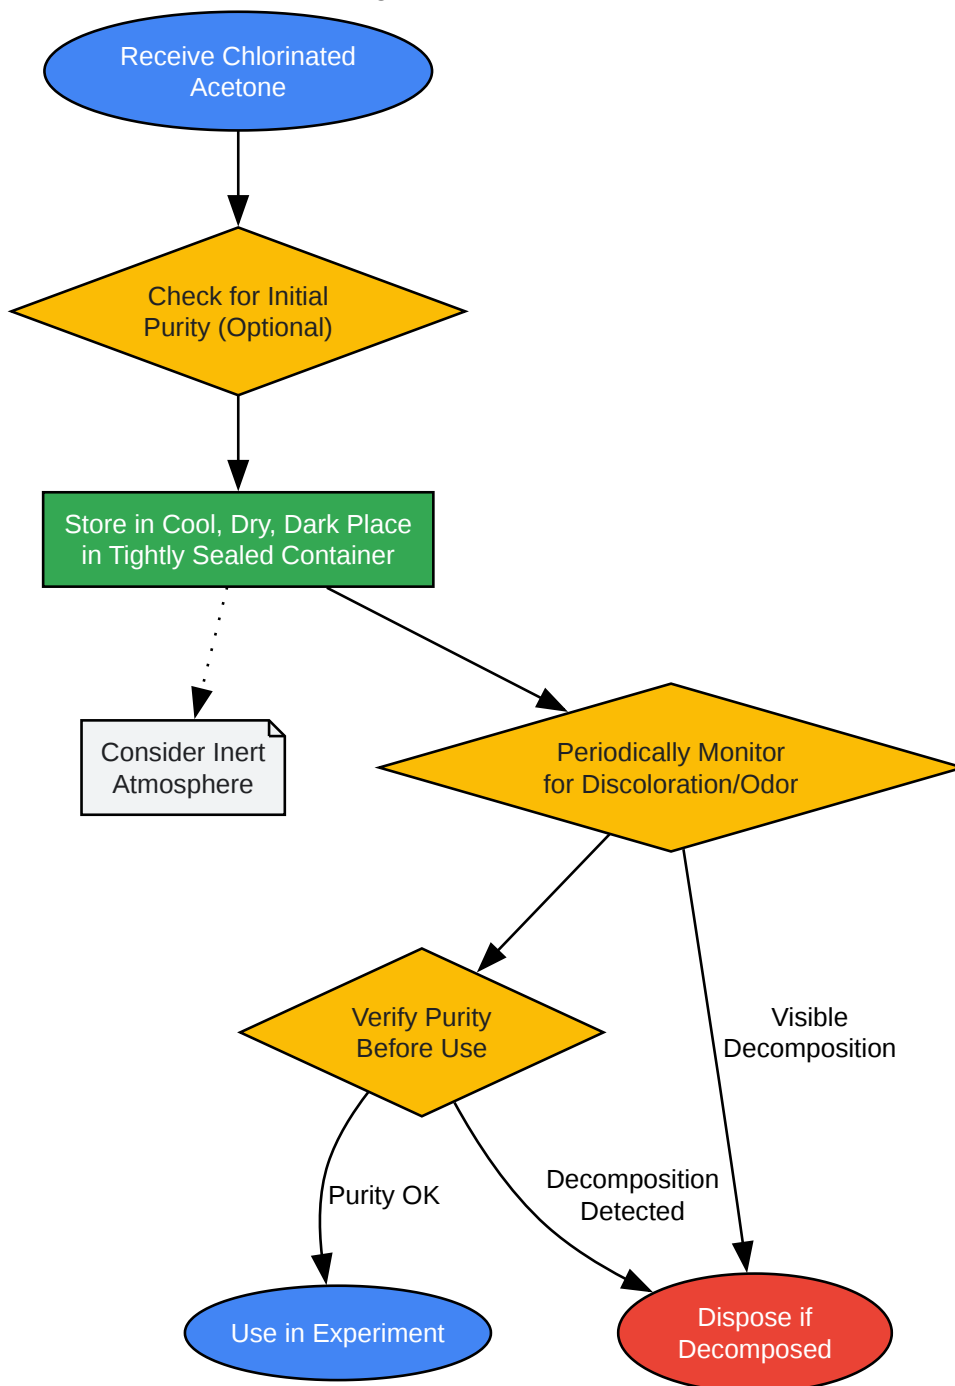 Receive Chlorinated
Acetone
Check for Initial
Purity (Optional)
Store in Cool, Dry, Dark Place
in Tightly Sealed Container
Consider Inert
Atmosphere
Periodically Monitor
for Discoloration/Odor
Verify Purity
Before Use
Visible
Decomposition
Purity OK
Decomposition
Detected
Use in Experiment
Dispose if
Decomposed